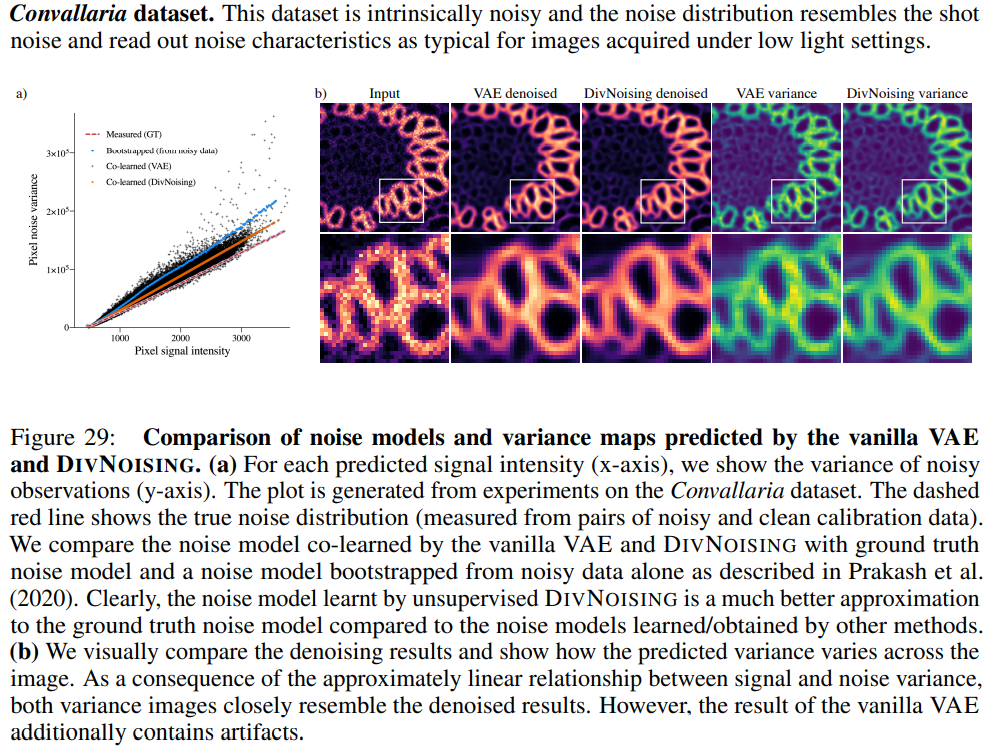 Convallaria dataset. This dataset is intrinsically noisy and the noise distribution resembles the shot
noise and read out noise characteristics as typical for images acquired under low light settings.
a)
Measured (GT)
Bootstrapped (from noisy data)
Co-learned (VAE)
Co-learned (DivNoising)
3×10⁵
2×10⁵
1×10⁵
0
Pixel noise variance
1000 2000 3000
Pixel signal intensity
b) Input VAE denoised DivNoising denoised VAE variance DivNoising variance
Figure 29: Comparison of noise models and variance maps predicted by the vanilla VAE
and DIVNOISING. (a) For each predicted signal intensity (x-axis), we show the variance of noisy
observations (y-axis). The plot is generated from experiments on the Convallaria dataset. The dashed
red line shows the true noise distribution (measured from pairs of noisy and clean calibration data).
We compare the noise model co-learned by the vanilla VAE and DIVNOISING with ground truth
noise model and a noise model bootstrapped from noisy data alone as described in Prakash et al.
(2020). Clearly, the noise model learnt by unsupervised DIVNOISING is a much better approximation
to the ground truth noise model compared to the noise models learned/obtained by other methods.
(b) We visually compare the denoising results and show how the predicted variance varies across the
image. As a consequence of the approximately linear relationship between signal and noise variance,
both variance images closely resemble the denoised results. However, the result of the vanilla VAE
additionally contains artifacts.